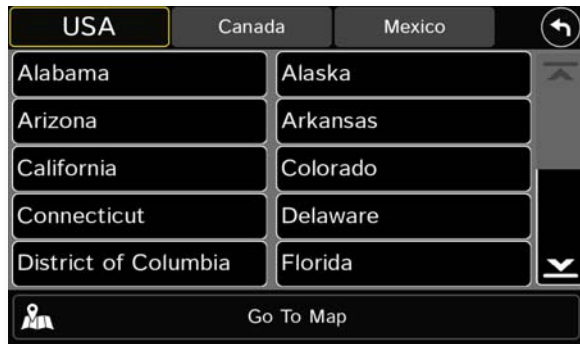 USA Canada Mexico
Alabama Alaska
Arizona Arkansas
California Colorado
Connecticut Delaware
District of Columbia Florida
Go To Map